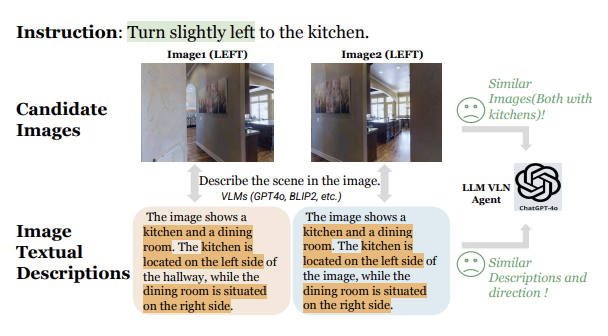 Instruction: Turn slightly left to the kitchen.
Image1 (LEFT)
Image2 (LEFT)
Candidate
Images
Similar
Images(Both with
kitchens)!
Describe the scene in the image.
VLMs (GPT4o, BLIP2, etc.)
LLM VLN
Agent
ChatGPT-4o
Image
Textual
Descriptions
The image shows a
kitchen and a dining
room. The kitchen is
located on the left side of
the hallway, while the
dining room is situated
on the right side.
The image shows a
kitchen and a dining
room. The kitchen is
located on the left side of
the image, while the
dining room is situated
on the right side.
Similar
Descriptions and
direction !